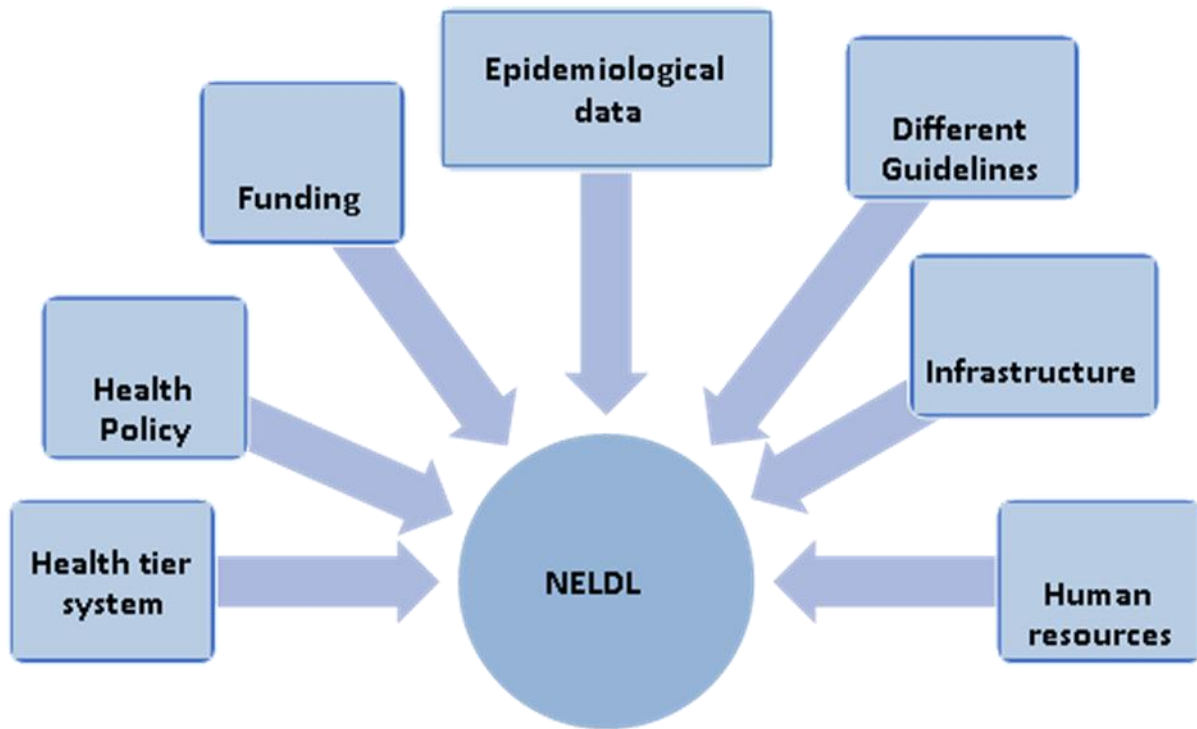 Epidemiological
data
Different
Guidelines
Funding
Infrastructure
Health
Policy
Health tier
system
NELDL
Human
resources